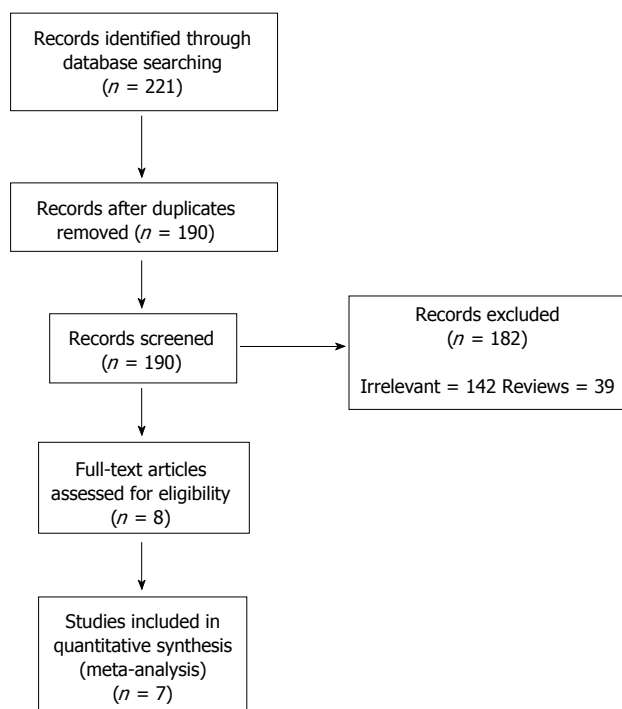 Records identified through
database searching
(n = 221)
Records after duplicates
removed (n = 190)
Records screened
(n = 190)
Records excluded
(n = 182)
Irrelevant = 142 Reviews = 39
Full-text articles
assessed for eligibility
(n = 8)
Studies included in
quantitative synthesis
(meta-analysis)
(n = 7)